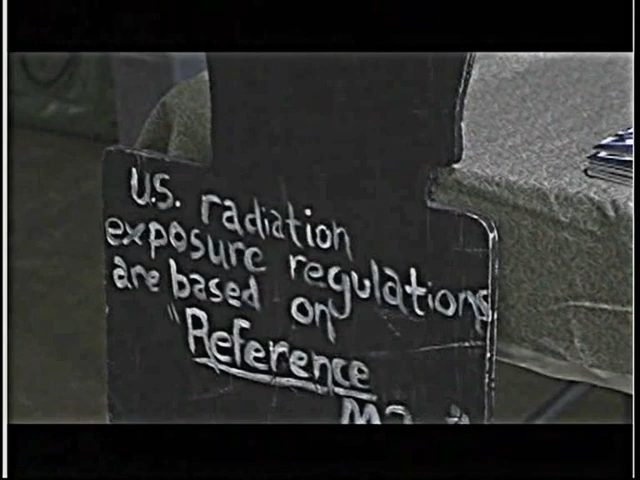 U.S. radiation
exposure regulations
are based on
"Reference